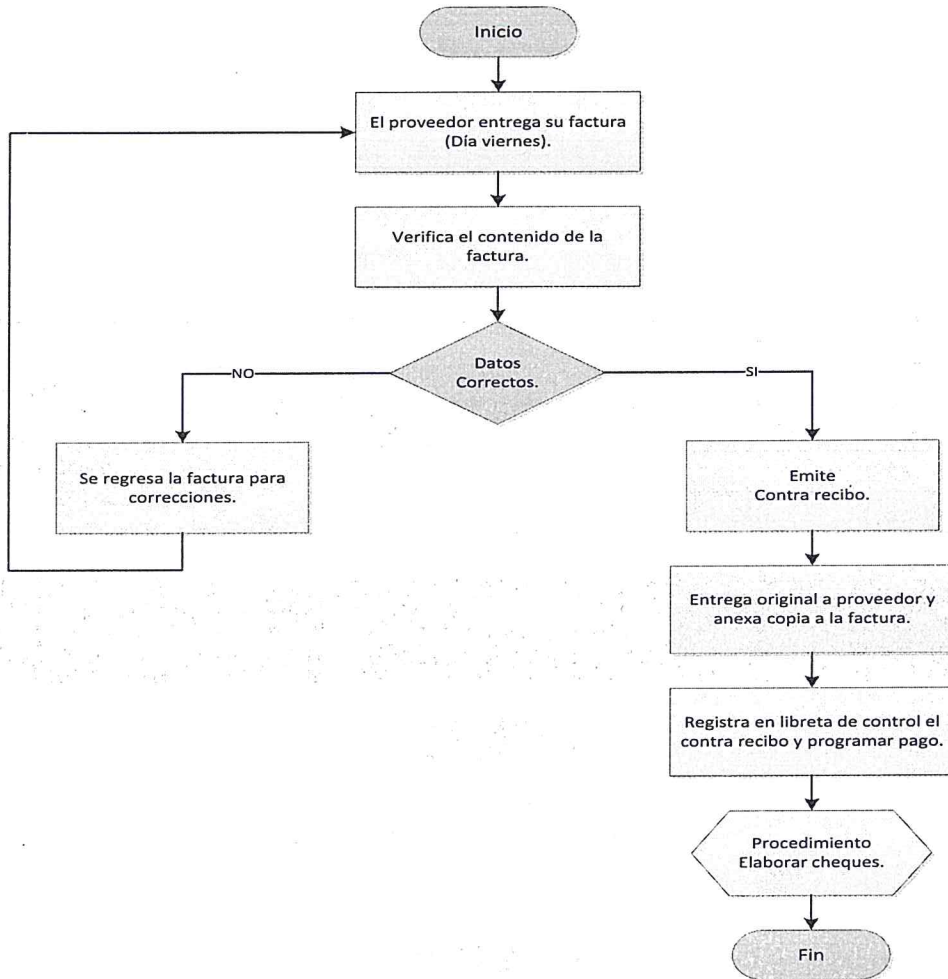 Inicio
El proveedor entrega su factura
(Día viernes).
Verifica el contenido de la
factura.
Datos
Correctos.
NO
SI
Se regresa la factura para
correcciones.
Emite
Contra recibo.
Entrega original a proveedor y
anexa copia a la factura.
Registra en libreta de control el
contra recibo y programar pago.
Procedimiento
Elaborar cheques.
Fin